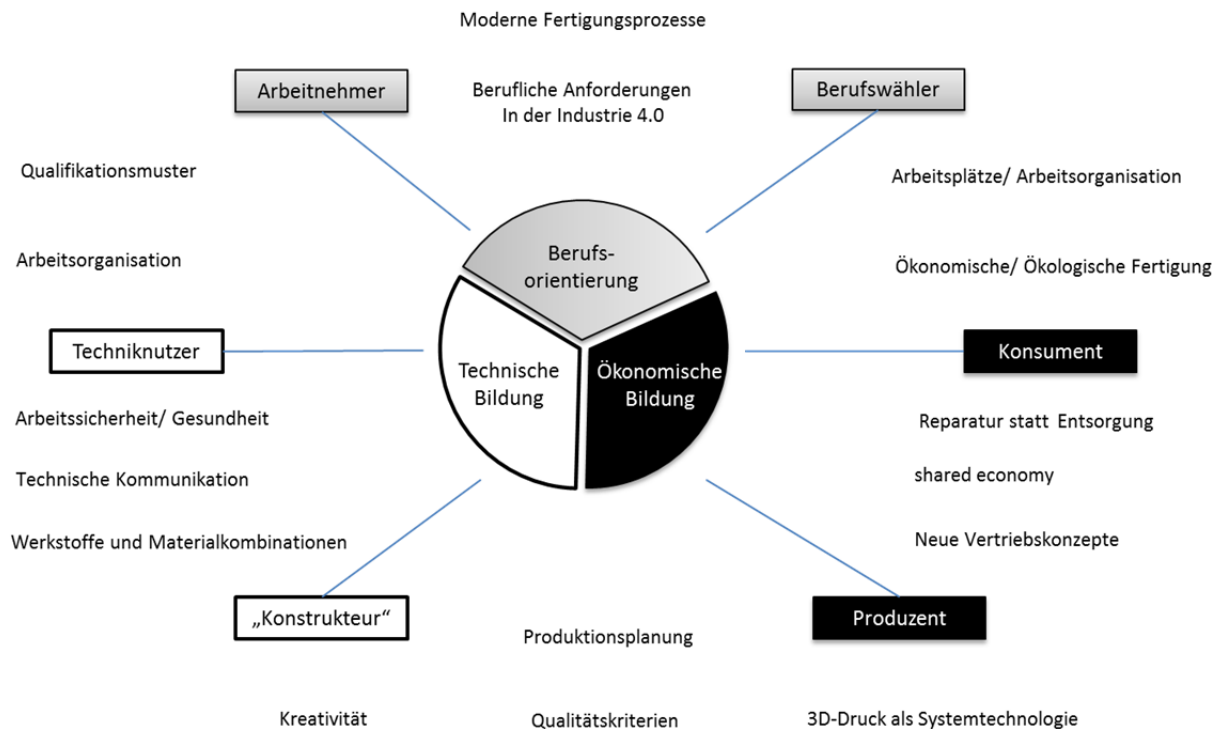 Moderne Fertigungsprozesse
Arbeitnehmer
Berufliche Anforderungen
In der Industrie 4.0
Berufswähler
Qualifikationsmuster
Arbeitsplätze/ Arbeitsorganisation
Berufs-
orientierung
Arbeitsorganisation
Ökonomische/ Ökologische Fertigung
Techniknutzer
Technische
Bildung
Ökonomische
Bildung
Konsument
Arbeitssicherheit/ Gesundheit
Reparatur statt Entsorgung
Technische Kommunikation
shared economy
Werkstoffe und Materialkombinationen
Neue Vertriebskonzepte
„Konstrukteur“
Produktionsplanung
Produzent
Kreativität
Qualitätskriterien
3D-Druck als Systemtechnologie